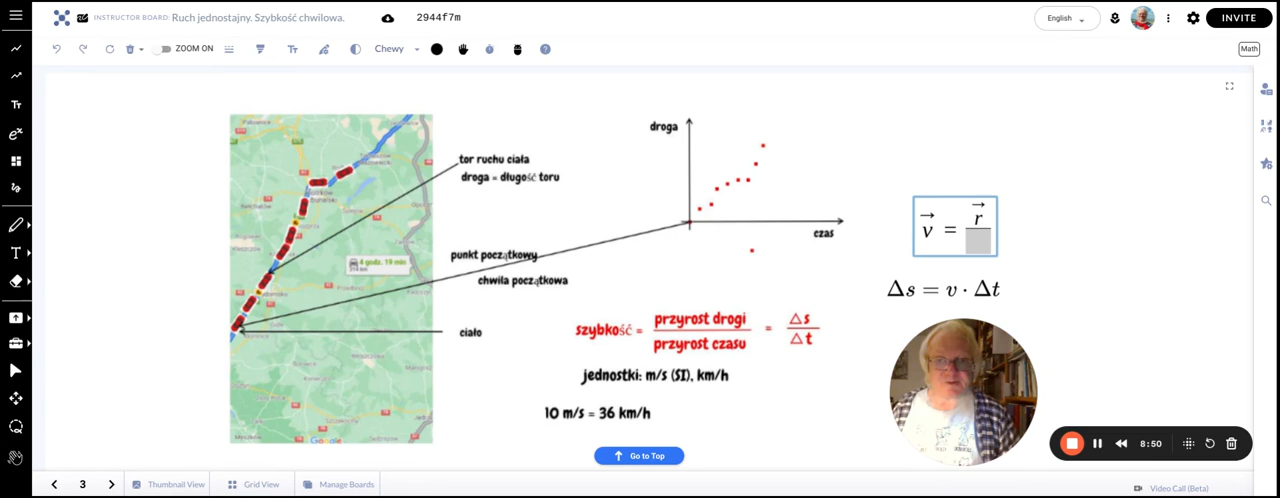 INSTRUCTOR BOARD: Ruch jednostajny. Szybkość chwilowa.
2944f7m
English
INVITE
ZOOM ON
Chewy
Math
tor ruchu ciała
droga = długość toru
droga
czas
punkt początkowy
chwila początkowa
4 godz. 19 min
ciało
szybkość = przyrost drogi / przyrost czasu = Δs / Δt
jednostki: m/s (SI), km/h
10 m/s = 36 km/h
v⃗ = r⃗
Δs = v · Δt
Google
8:50
Go to Top
3
Thumbnail View
Grid View
Manage Boards
Video Call (Beta)